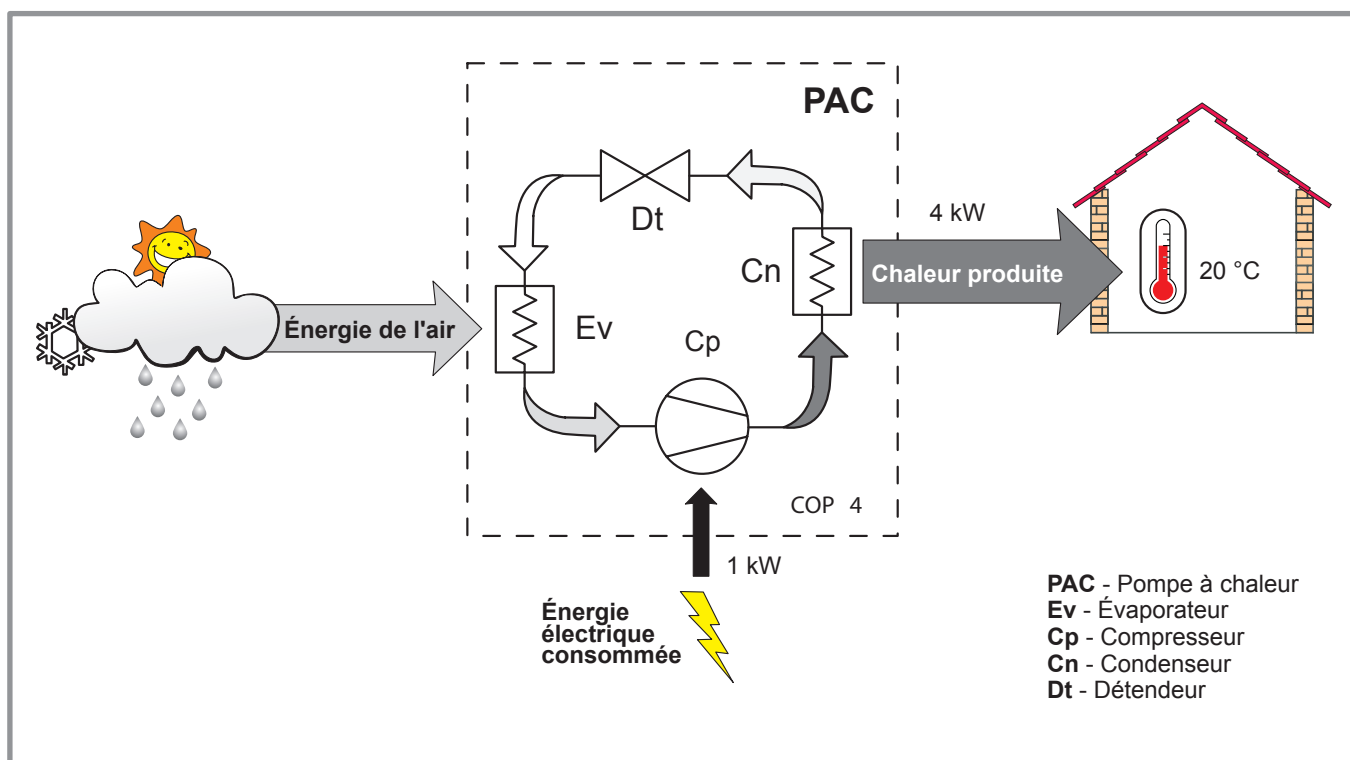 PAC
Dt
4 kW
Cn
Chaleur produite
20 °C
Énergie de l'air
Ev
Cp
COP 4
1 kW
Énergie
électrique
consommée
PAC - Pompe à chaleur
Ev - Évaporateur
Cp - Compresseur
Cn - Condenseur
Dt - Détendeur